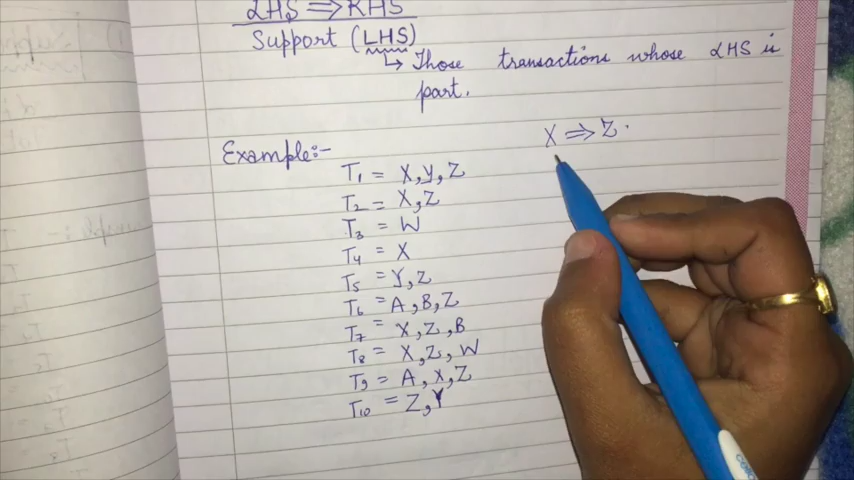 LHS ⇒ RHS
Support (LHS)
↳ Those transactions whose LHS is
part.
X ⇒ Z.
Example:-
T1 = X, Y, Z
T2 = X, Z
T3 = W
T4 = X
T5 = Y, Z
T6 = A, B, Z
T7 = X, Z, B
T8 = X, Z, W
T9 = A, X, Z
T10 = Z, Y